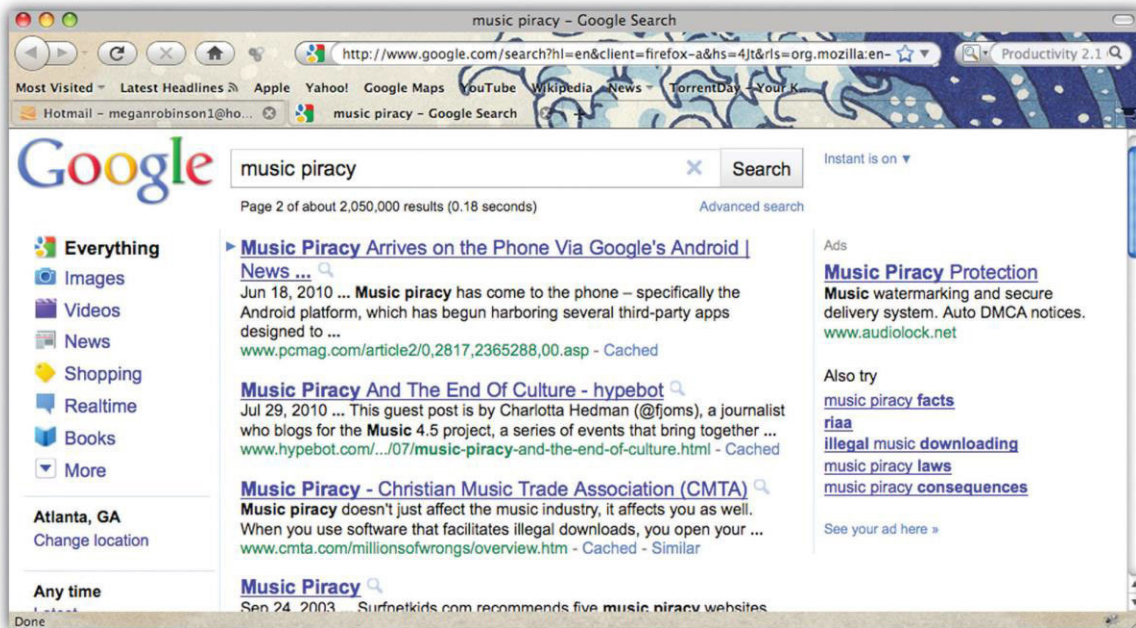 music piracy – Google Search
http://www.google.com/search?hl=en&client=firefox-a&hs=4Jt&rls=org.mozilla:en-
Productivity 2.1
Most Visited Latest Headlines Apple Yahoo! Google Maps YouTube Wikipedia News TorrentDay - Your K...
Hotmail – meganrobinson1@ho... music piracy – Google Search
Google
music piracy
Search
Instant is on
Page 2 of about 2,050,000 results (0.18 seconds)
Advanced search
Everything
Images
Videos
News
Shopping
Realtime
Books
More
Atlanta, GA
Change location
Any time
Music Piracy Arrives on the Phone Via Google's Android |
News ...
Jun 18, 2010 ... Music piracy has come to the phone – specifically the
Android platform, which has begun harboring several third-party apps
designed to ...
www.pcmag.com/article2/0,2817,2365288,00.asp - Cached
Music Piracy And The End Of Culture - hypebot
Jul 29, 2010 ... This guest post is by Charlotta Hedman (@fjoms), a journalist
who blogs for the Music 4.5 project, a series of events that bring together ...
www.hypebot.com/.../07/music-piracy-and-the-end-of-culture.html - Cached
Music Piracy - Christian Music Trade Association (CMTA)
Music piracy doesn't just affect the music industry, it affects you as well.
When you use software that facilitates illegal downloads, you open your ...
www.cmta.com/millionsofwrongs/overview.htm - Cached - Similar
Music Piracy
Sep 24, 2003 ... Surfnetkids.com recommends five music piracy websites
Ads
Music Piracy Protection
Music watermarking and secure
delivery system. Auto DMCA notices.
www.audiolock.net
Also try
music piracy facts
riaa
illegal music downloading
music piracy laws
music piracy consequences
See your ad here »
Done